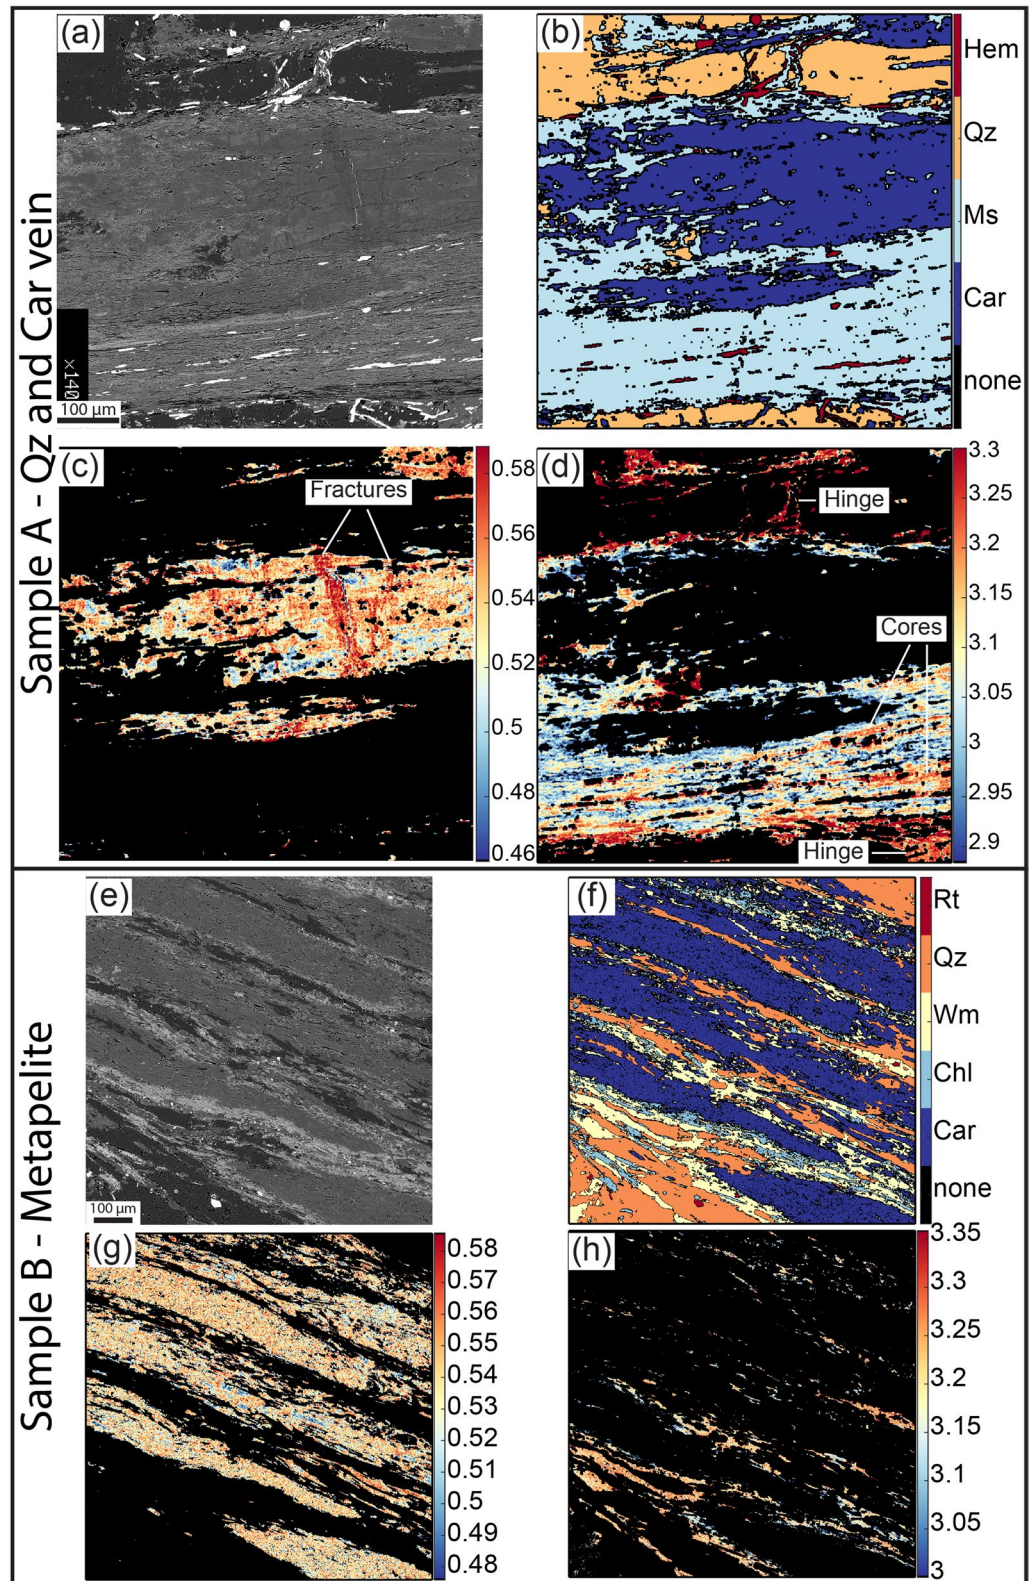 Sample A - Qz and Car vein
(a)
×140
100 µm
(b)
Hem
Qz
Ms
Car
none
(c)
Fractures
0.58
0.56
0.54
0.52
0.5
0.48
0.46
(d)
Hinge
Cores
Hinge
3.3
3.25
3.2
3.15
3.1
3.05
3
2.95
2.9
Sample B - Metapelite
(e)
100 µm
(f)
Rt
Qz
Wm
Chl
Car
none
(g)
0.58
0.57
0.56
0.55
0.54
0.53
0.52
0.51
0.5
0.49
0.48
(h)
3.35
3.3
3.25
3.2
3.15
3.1
3.05
3